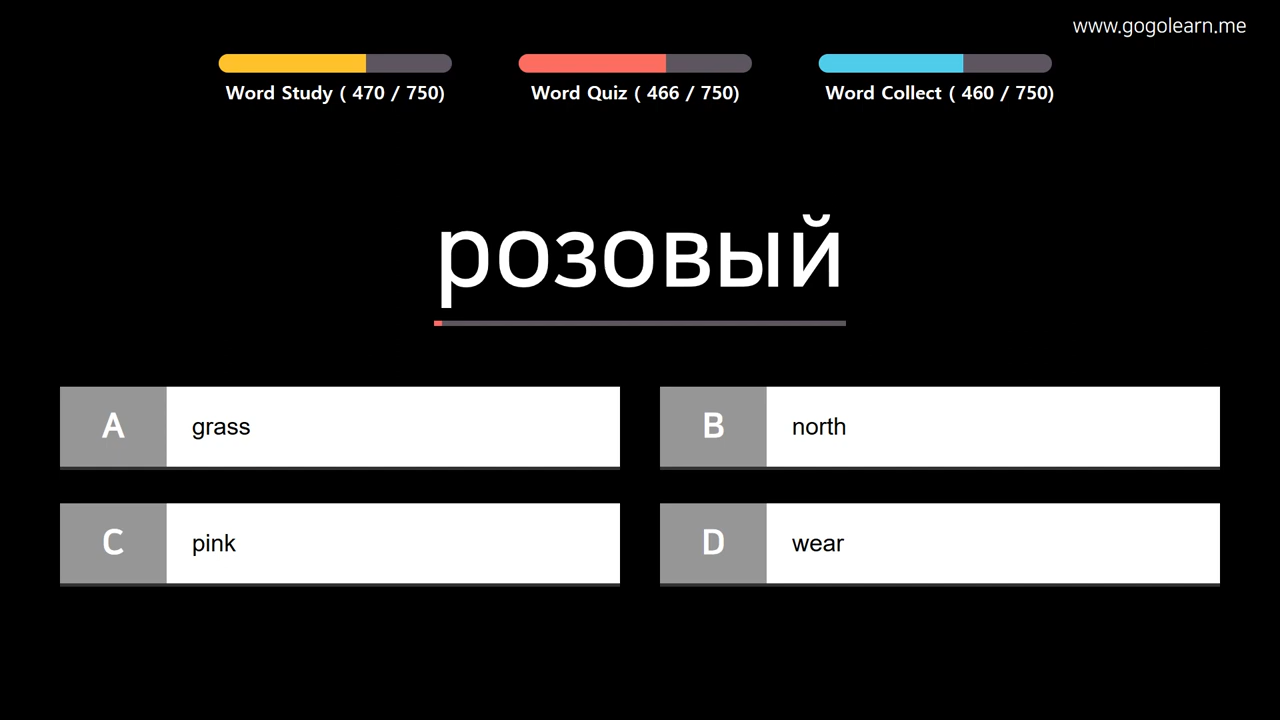 www.gogolearn.me
Word Study ( 470 / 750)
Word Quiz ( 466 / 750)
Word Collect ( 460 / 750)
розовый
A grass
B north
C pink
D wear